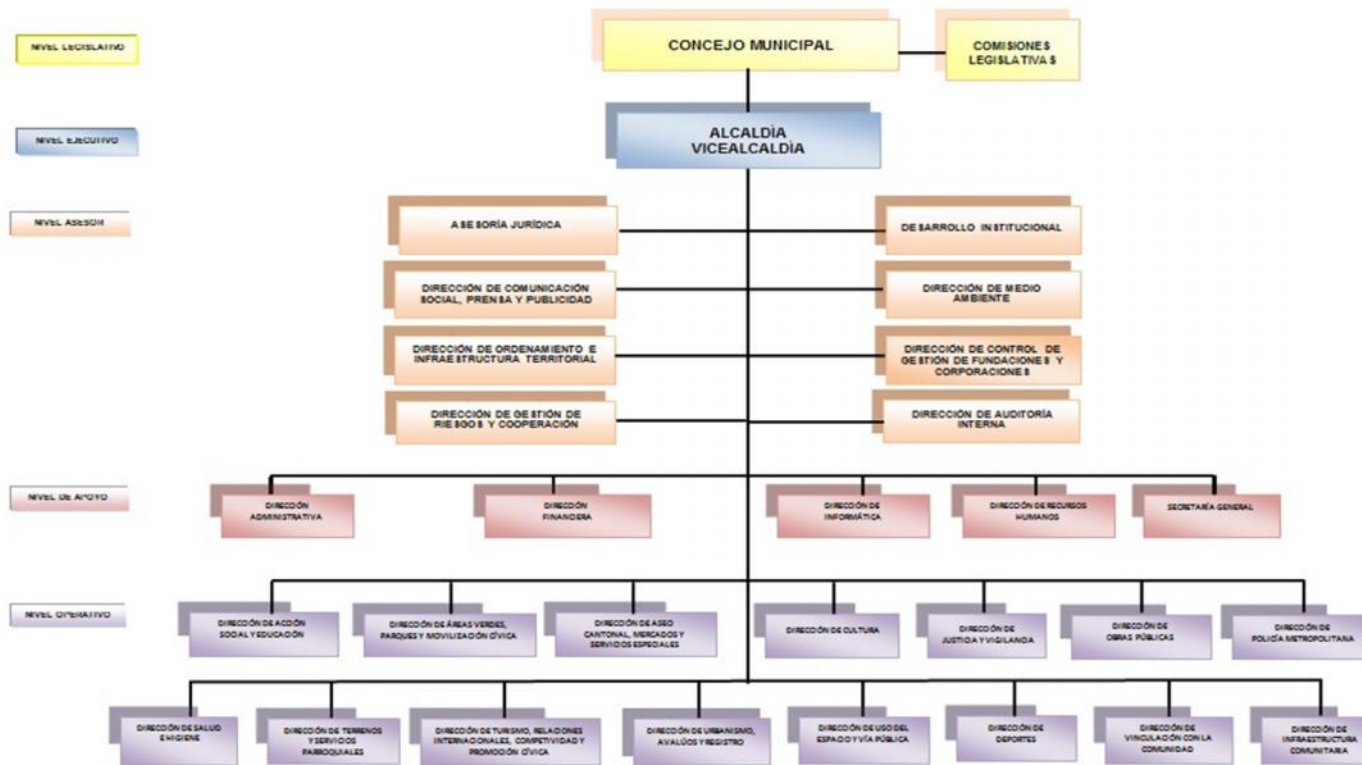 NIVEL LEGISLATIVO
CONCEJO MUNICIPAL
COMISIONES
LEGISLATIVAS
NIVEL EJECUTIVO
ALCALDÌA
VICEALCALDÌA
NIVEL ASESOR
ASESORÍA JURÍDICA
DESARROLLO INSTITUCIONAL
DIRECCIÓN DE COMUNICACIÓN
SOCIAL, PRENSA Y PUBLICIDAD
DIRECCIÓN DE MEDIO
AMBIENTE
DIRECCIÓN DE ORDENAMIENTO E
INFRAESTRUCTURA TERRITORIAL
DIRECCIÓN DE CONTROL DE
GESTIÓN DE FUNDACIONES Y
CORPORACIONES
DIRECCIÓN DE GESTIÓN DE
RIESGOS Y COOPERACIÓN
DIRECCIÓN DE AUDITORÍA
INTERNA
NIVEL DE APOYO
DIRECCIÓN
ADMINISTRATIVA
DIRECCIÓN
FINANCIERA
DIRECCIÓN DE
INFORMÁTICA
DIRECCIÓN DE RECURSOS
HUMANOS
SECRETARÍA GENERAL
NIVEL OPERATIVO
DIRECCIÓN DE ACCIÓN
SOCIAL Y EDUCACIÓN
DIRECCIÓN DE ÁREAS VERDES,
PARQUES Y MOVILIZACIÓN CÍVICA
DIRECCIÓN DE ASEO
CANTONAL, MERCADOS Y
SERVICIOS ESPECIALES
DIRECCIÓN DE CULTURA
DIRECCIÓN DE
JUSTICIA Y VIGILANCIA
DIRECCIÓN DE
OBRAS PÚBLICAS
DIRECCIÓN DE
POLICÍA METROPOLITANA
DIRECCIÓN DE SALUD
E HIGIENE
DIRECCIÓN DE TERRENOS
Y SERVICIOS
PARROQUIALES
DIRECCIÓN DE TURISMO, RELACIONES
INTERNACIONALES, COMPETIVIDAD Y
PROMOCIÓN CÍVICA
DIRECCIÓN DE URBANISMO,
AVALÚOS Y REGISTRO
DIRECCIÓN DE USO DEL
ESPACIO Y VÍA PÚBLICA
DIRECCIÓN DE
DEPORTES
DIRECCIÓN DE
VINCULACIÓN CON LA
COMUNIDAD
DIRECCIÓN DE
INFRAESTRUCTURA
COMUNITARIA